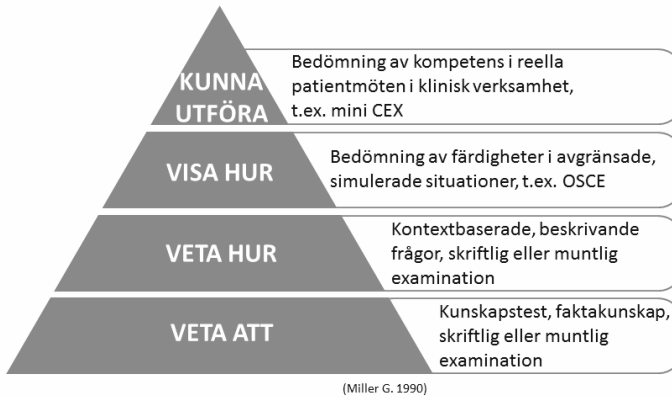 KUNNA
UTFÖRA
Bedömning av kompetens i reella
patientmöten i klinisk verksamhet,
t.ex. mini CEX
VISA HUR
Bedömning av färdigheter i avgränsade,
simulerade situationer, t.ex. OSCE
VETA HUR
Kontextbaserade, beskrivande
frågor, skriftlig eller muntlig
examination
VETA ATT
Kunskapstest, faktakunskap,
skriftlig eller muntlig
examination
(Miller G. 1990)